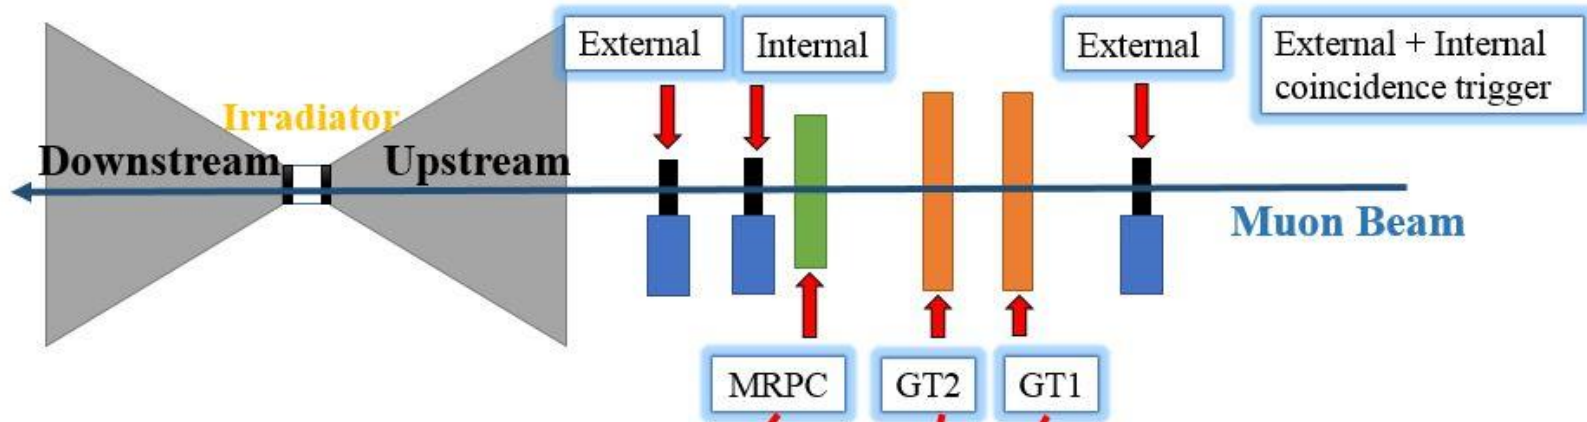 External
Internal
External
External + Internal
coincidence trigger
Irradiator
Downstream
Upstream
Muon Beam
MRPC
GT2
GT1